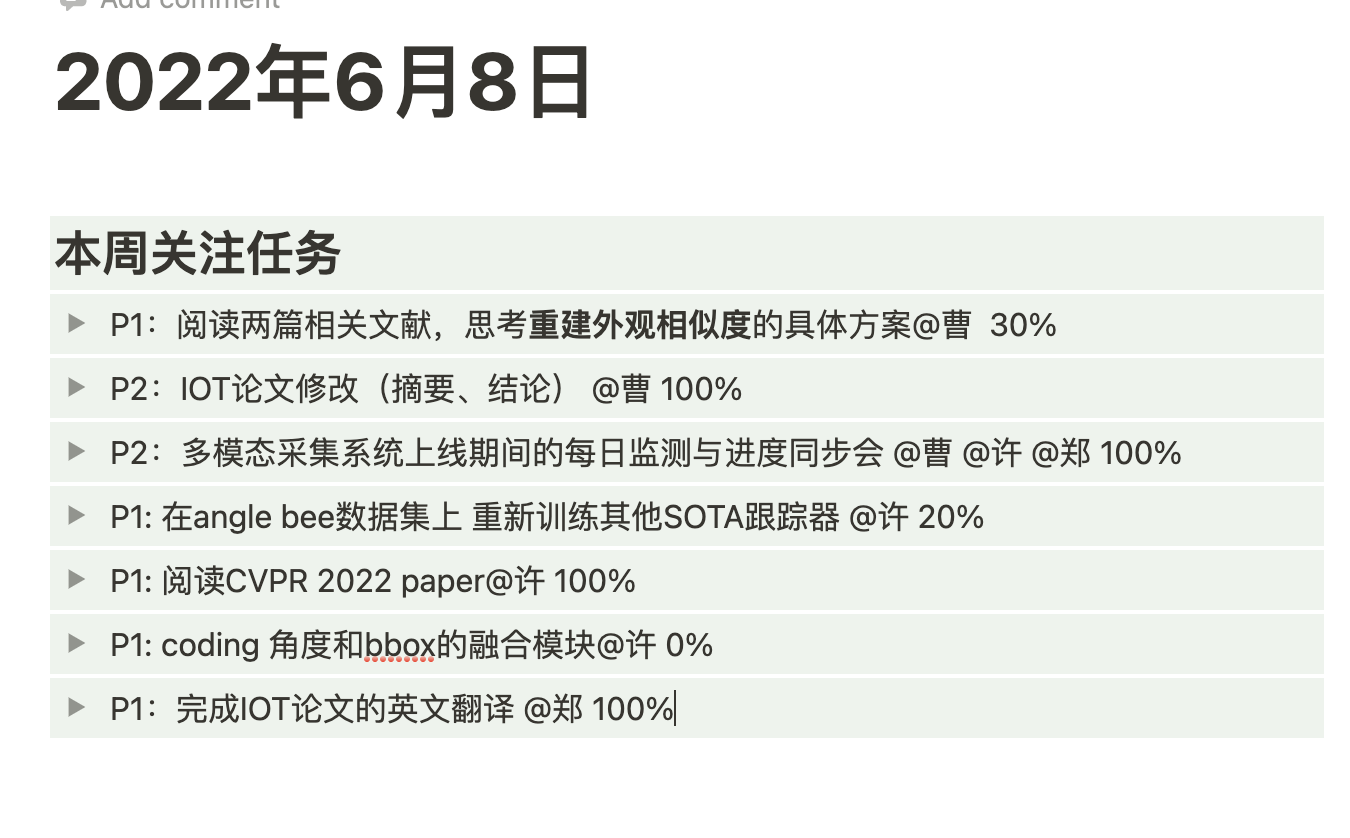 Add comment
2022年6月8日
本周关注任务
P1：阅读两篇相关文献，思考重建外观相似度的具体方案@曹 30%
P2：IOT论文修改（摘要、结论） @曹 100%
P2：多模态采集系统上线期间的每日监测与进度同步会 @曹 @许 @郑 100%
P1: 在angle bee数据集上 重新训练其他SOTA跟踪器 @许 20%
P1: 阅读CVPR 2022 paper@许 100%
P1: coding 角度和bbox的融合模块@许 0%
P1：完成IOT论文的英文翻译 @郑 100%